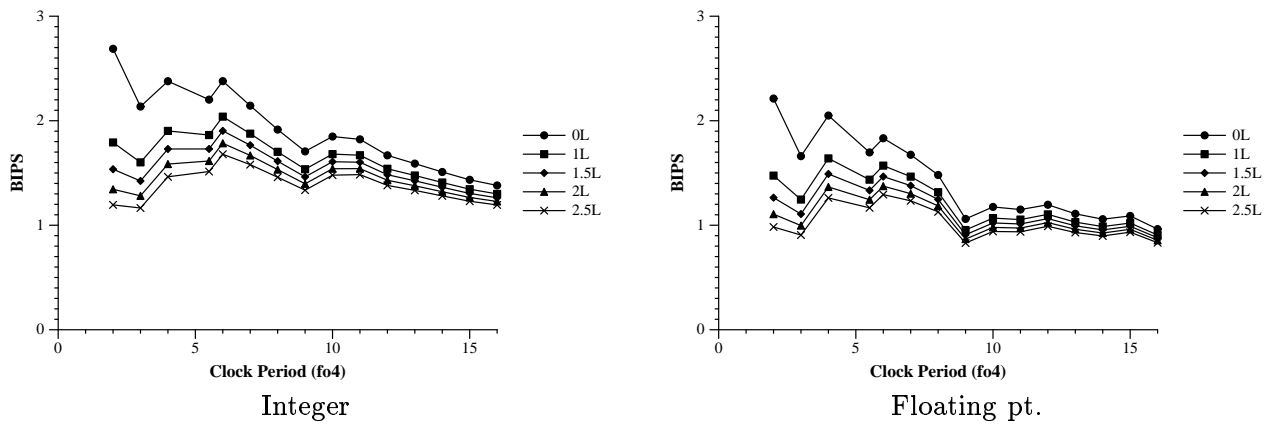 3
2
1
0
BIPS
0
5
10
15
Clock Period (fo4)
0L
1L
1.5L
2L
2.5L
Integer
3
2
1
0
BIPS
0
5
10
15
Clock Period (fo4)
0L
1L
1.5L
2L
2.5L
Floating pt.